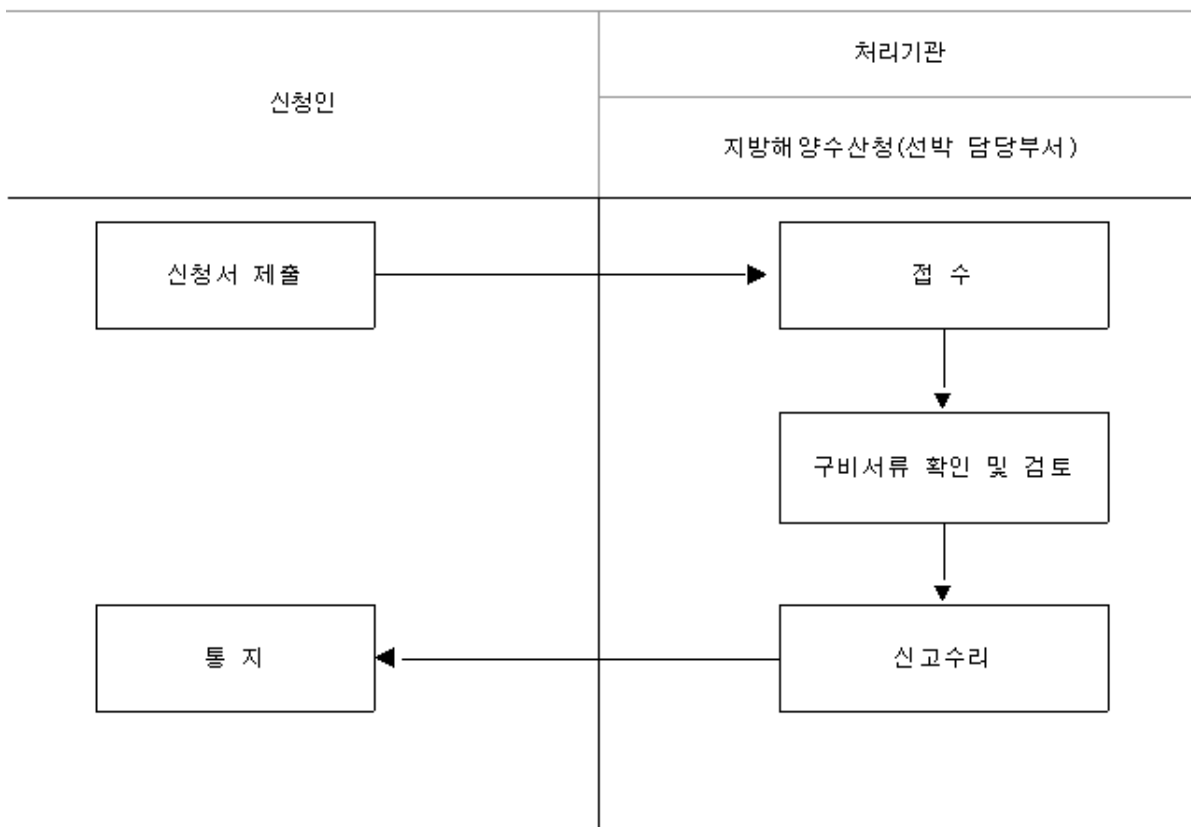 신청인
처리기관
지방해양수산청(선박 담당부서)
신청서 제출
접 수
구비서류 확인 및 검토
통 지
신고수리